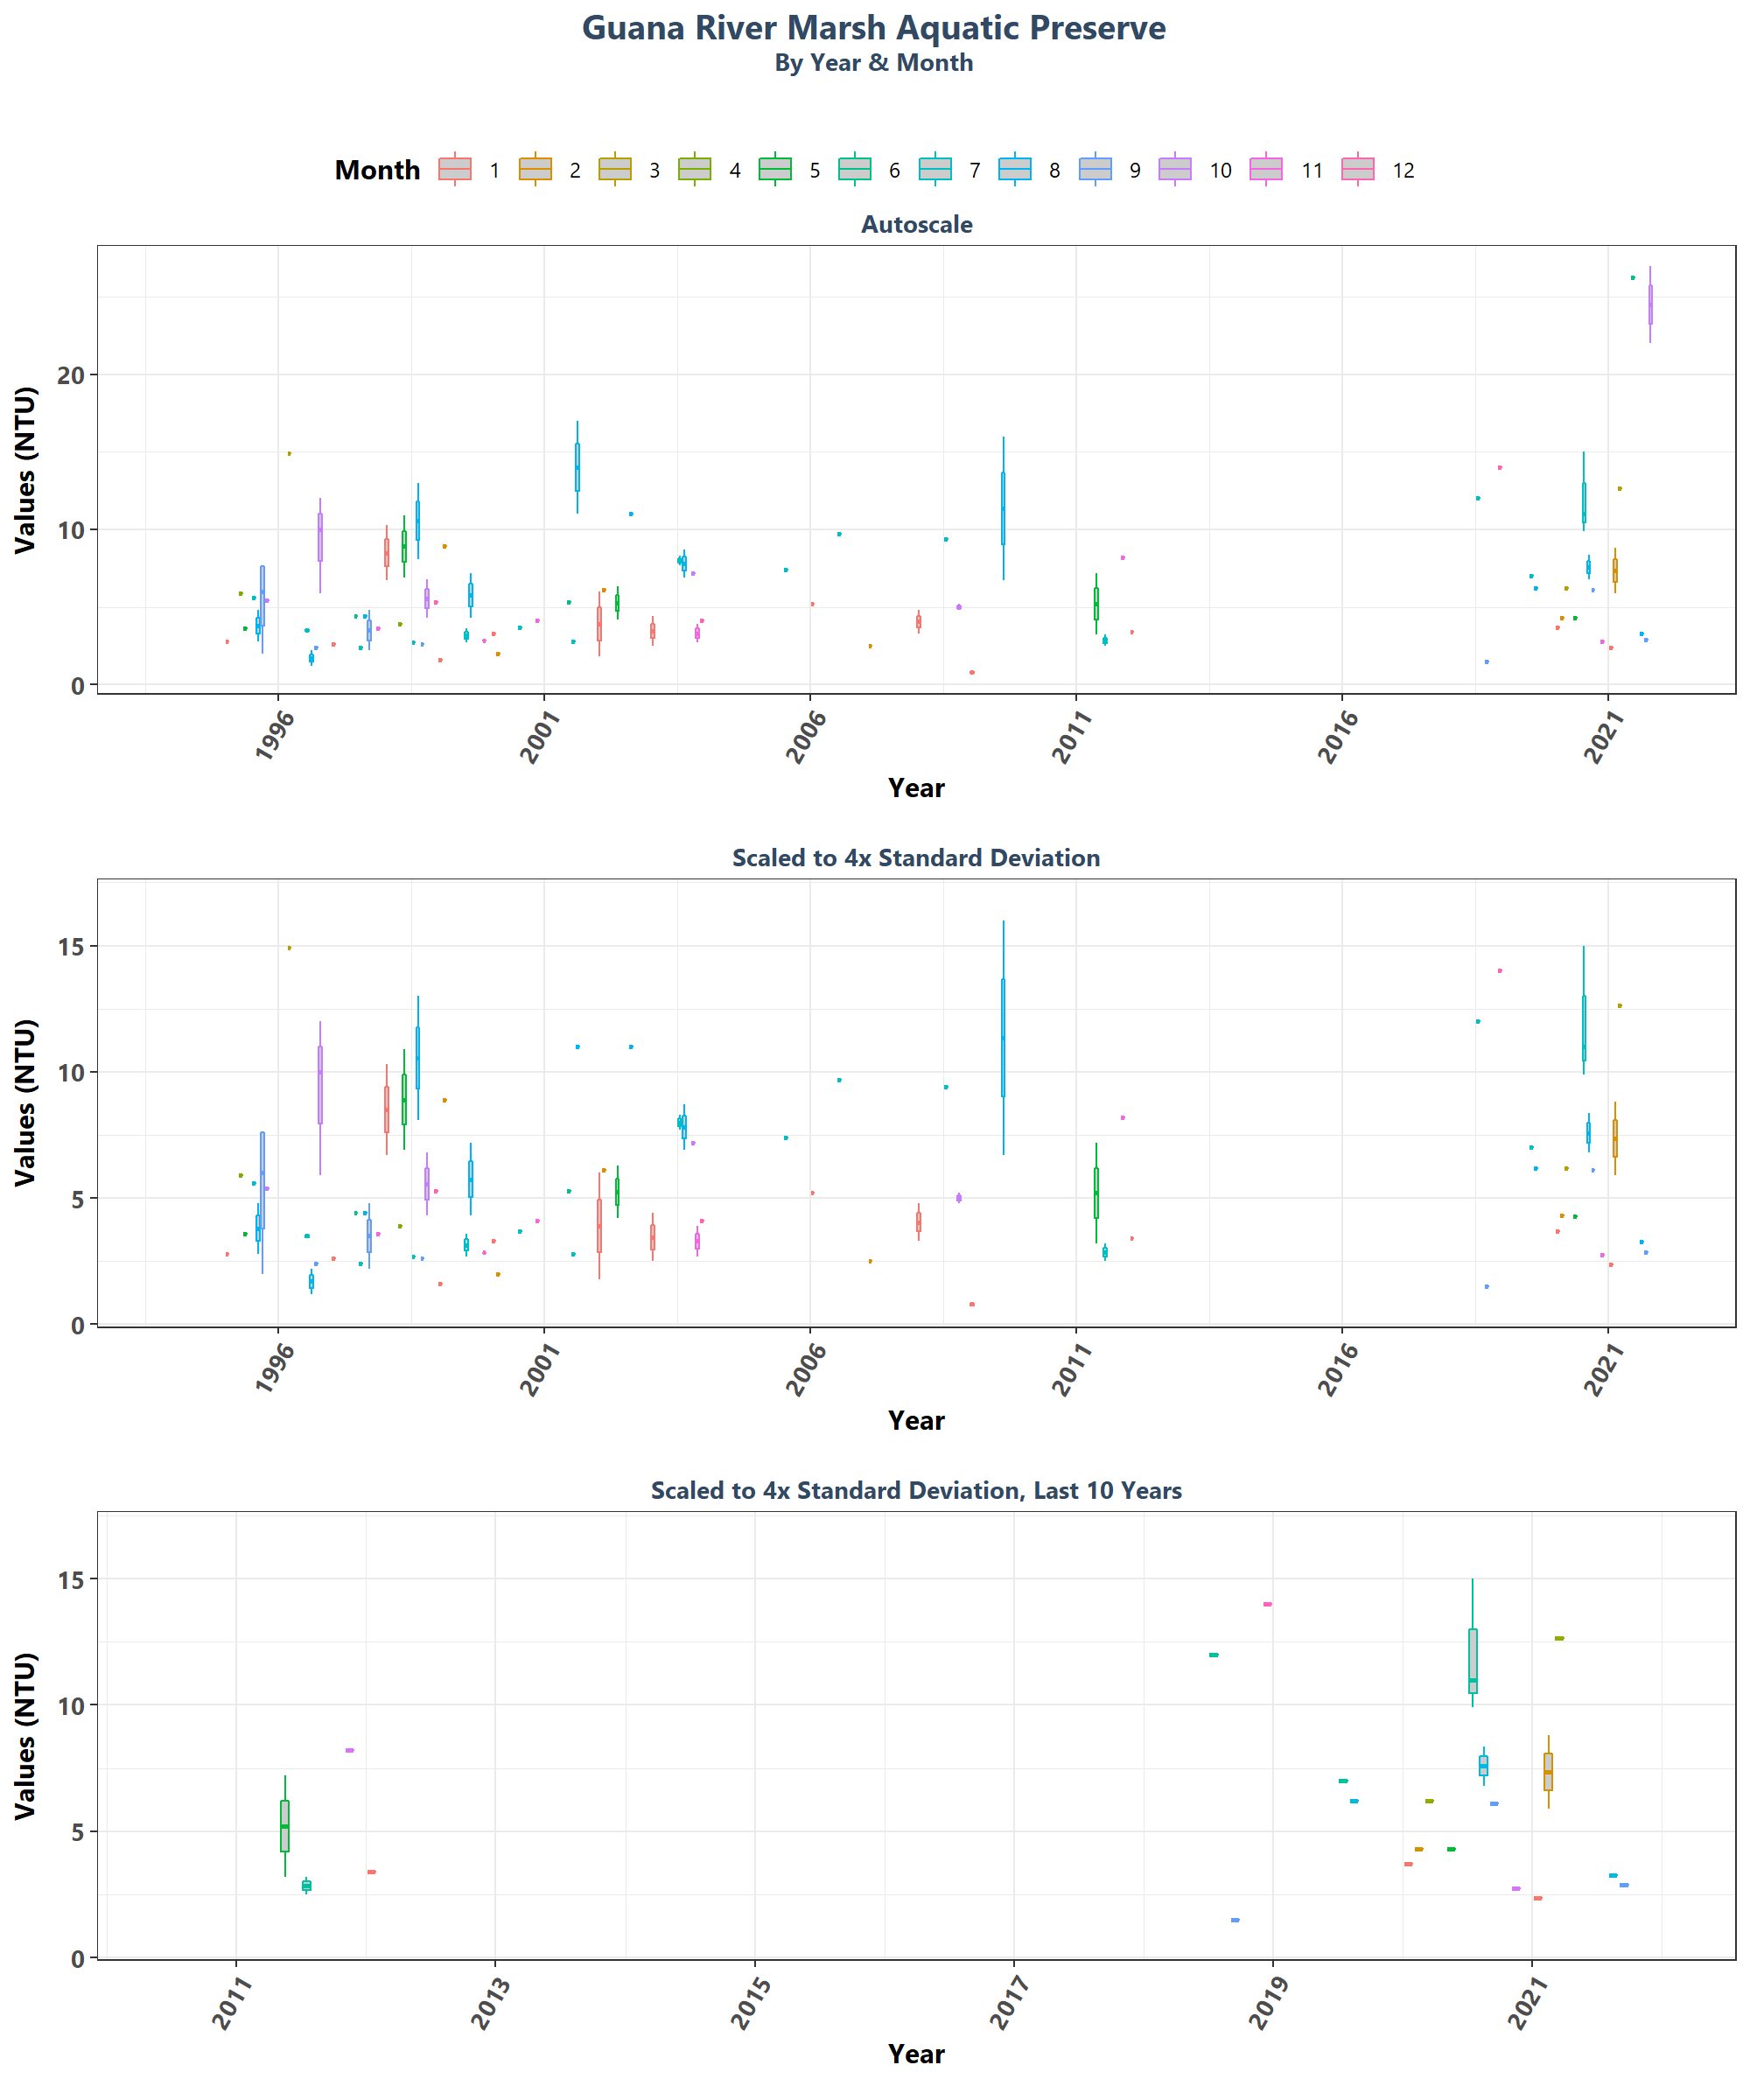 Guana River Marsh Aquatic Preserve
By Year & Month
Month 1 2 3 4 5 6 7 8 9 10 11 12
Autoscale
Values (NTU)
20
10
0
1996 2001 2006 2011 2016 2021
Year
Scaled to 4x Standard Deviation
Values (NTU)
15
10
5
0
1996 2001 2006 2011 2016 2021
Year
Scaled to 4x Standard Deviation, Last 10 Years
Values (NTU)
15
10
5
0
2011 2013 2015 2017 2019 2021
Year